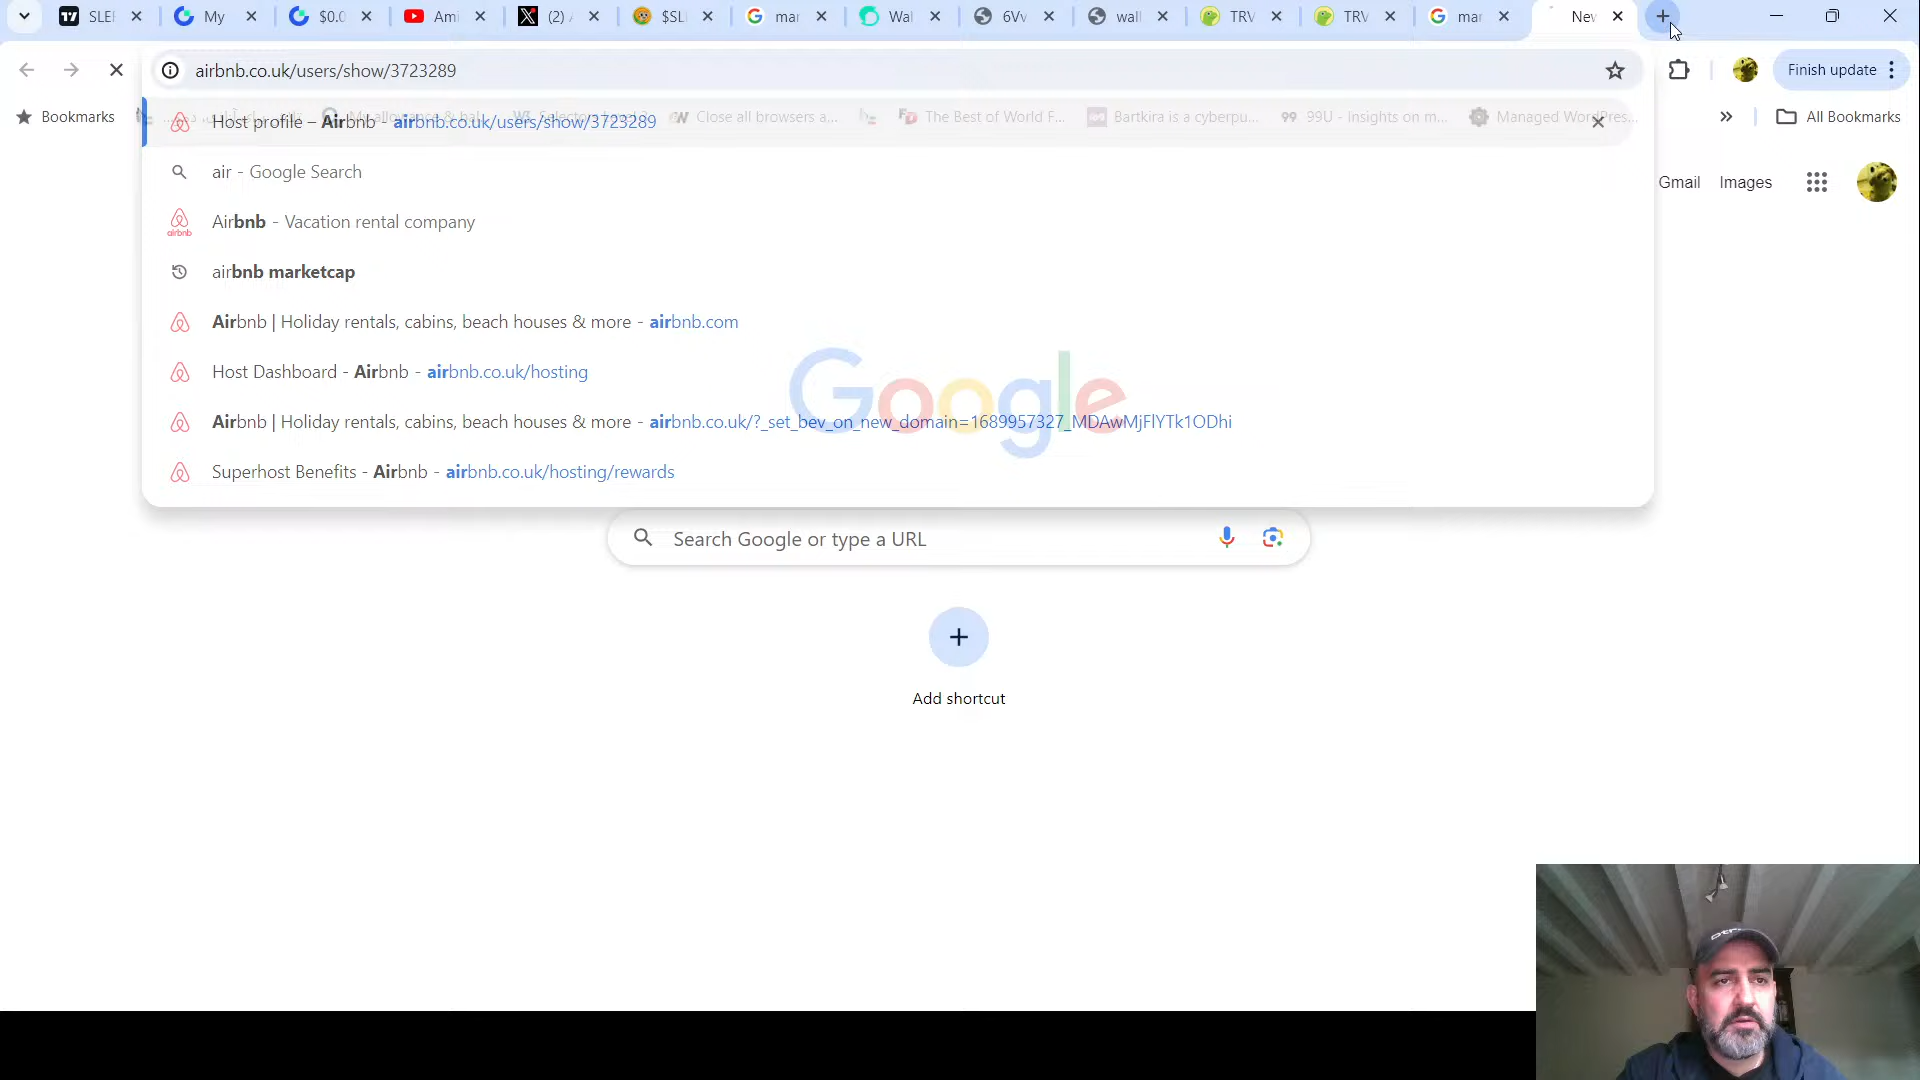 SLEE
My
$0.0
Ami
(2)
$SL
mar
Wal
6Vv
wall
TRV
TRV
mar
New
airbnb.co.uk/users/show/3723289
Finish update
Bookmarks
Close all browsers a...
The Best of World F...
Bartkira is a cyberpu...
99U - Insights on m...
Managed WordPres...
All Bookmarks
Host profile – Airbnb - airbnb.co.uk/users/show/3723289
air - Google Search
Gmail
Images
Airbnb - Vacation rental company
airbnb
airbnb marketcap
Airbnb | Holiday rentals, cabins, beach houses & more - airbnb.com
Host Dashboard - Airbnb - airbnb.co.uk/hosting
Google
Airbnb | Holiday rentals, cabins, beach houses & more - airbnb.co.uk/?_set_bev_on_new_domain=1689957327_MDAwMjFlYTk1ODhi
Superhost Benefits - Airbnb - airbnb.co.uk/hosting/rewards
Search Google or type a URL
Add shortcut